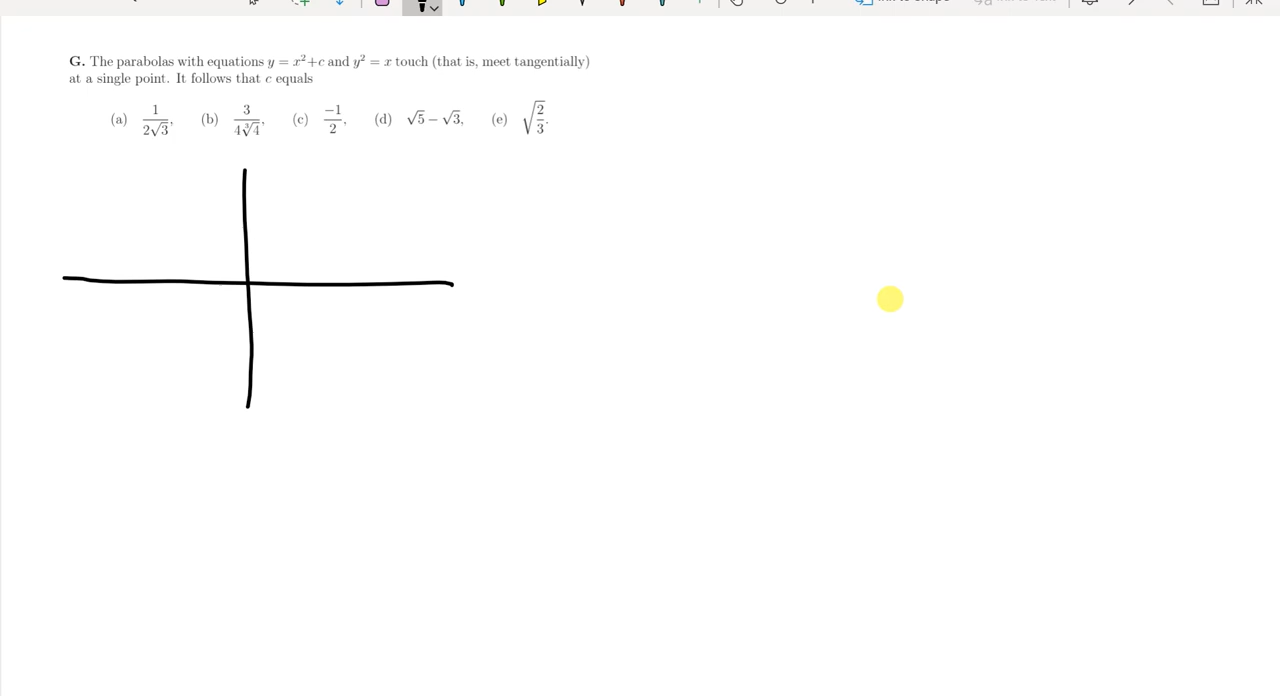 G. The parabolas with equations y = x²+c and y² = x touch (that is, meet tangentially)
at a single point. It follows that c equals
(a) 1/(2√3), (b) 3/(4∛4), (c) −1/2, (d) √5 − √3, (e) √(2/3).